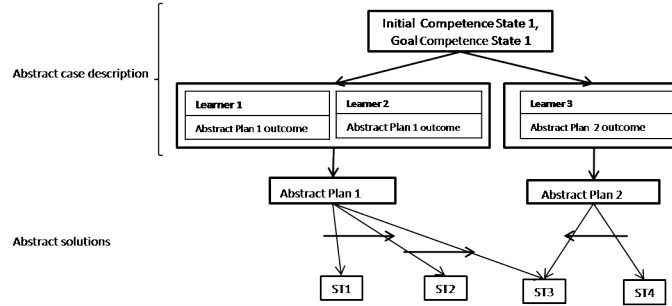 Initial Competence State 1,
Goal Competence State 1
Abstract case description
Learner 1
Learner 2
Learner 3
Abstract Plan 1 outcome
Abstract Plan 1 outcome
Abstract Plan 2 outcome
Abstract Plan 1
Abstract Plan 2
Abstract solutions
ST1
ST2
ST3
ST4